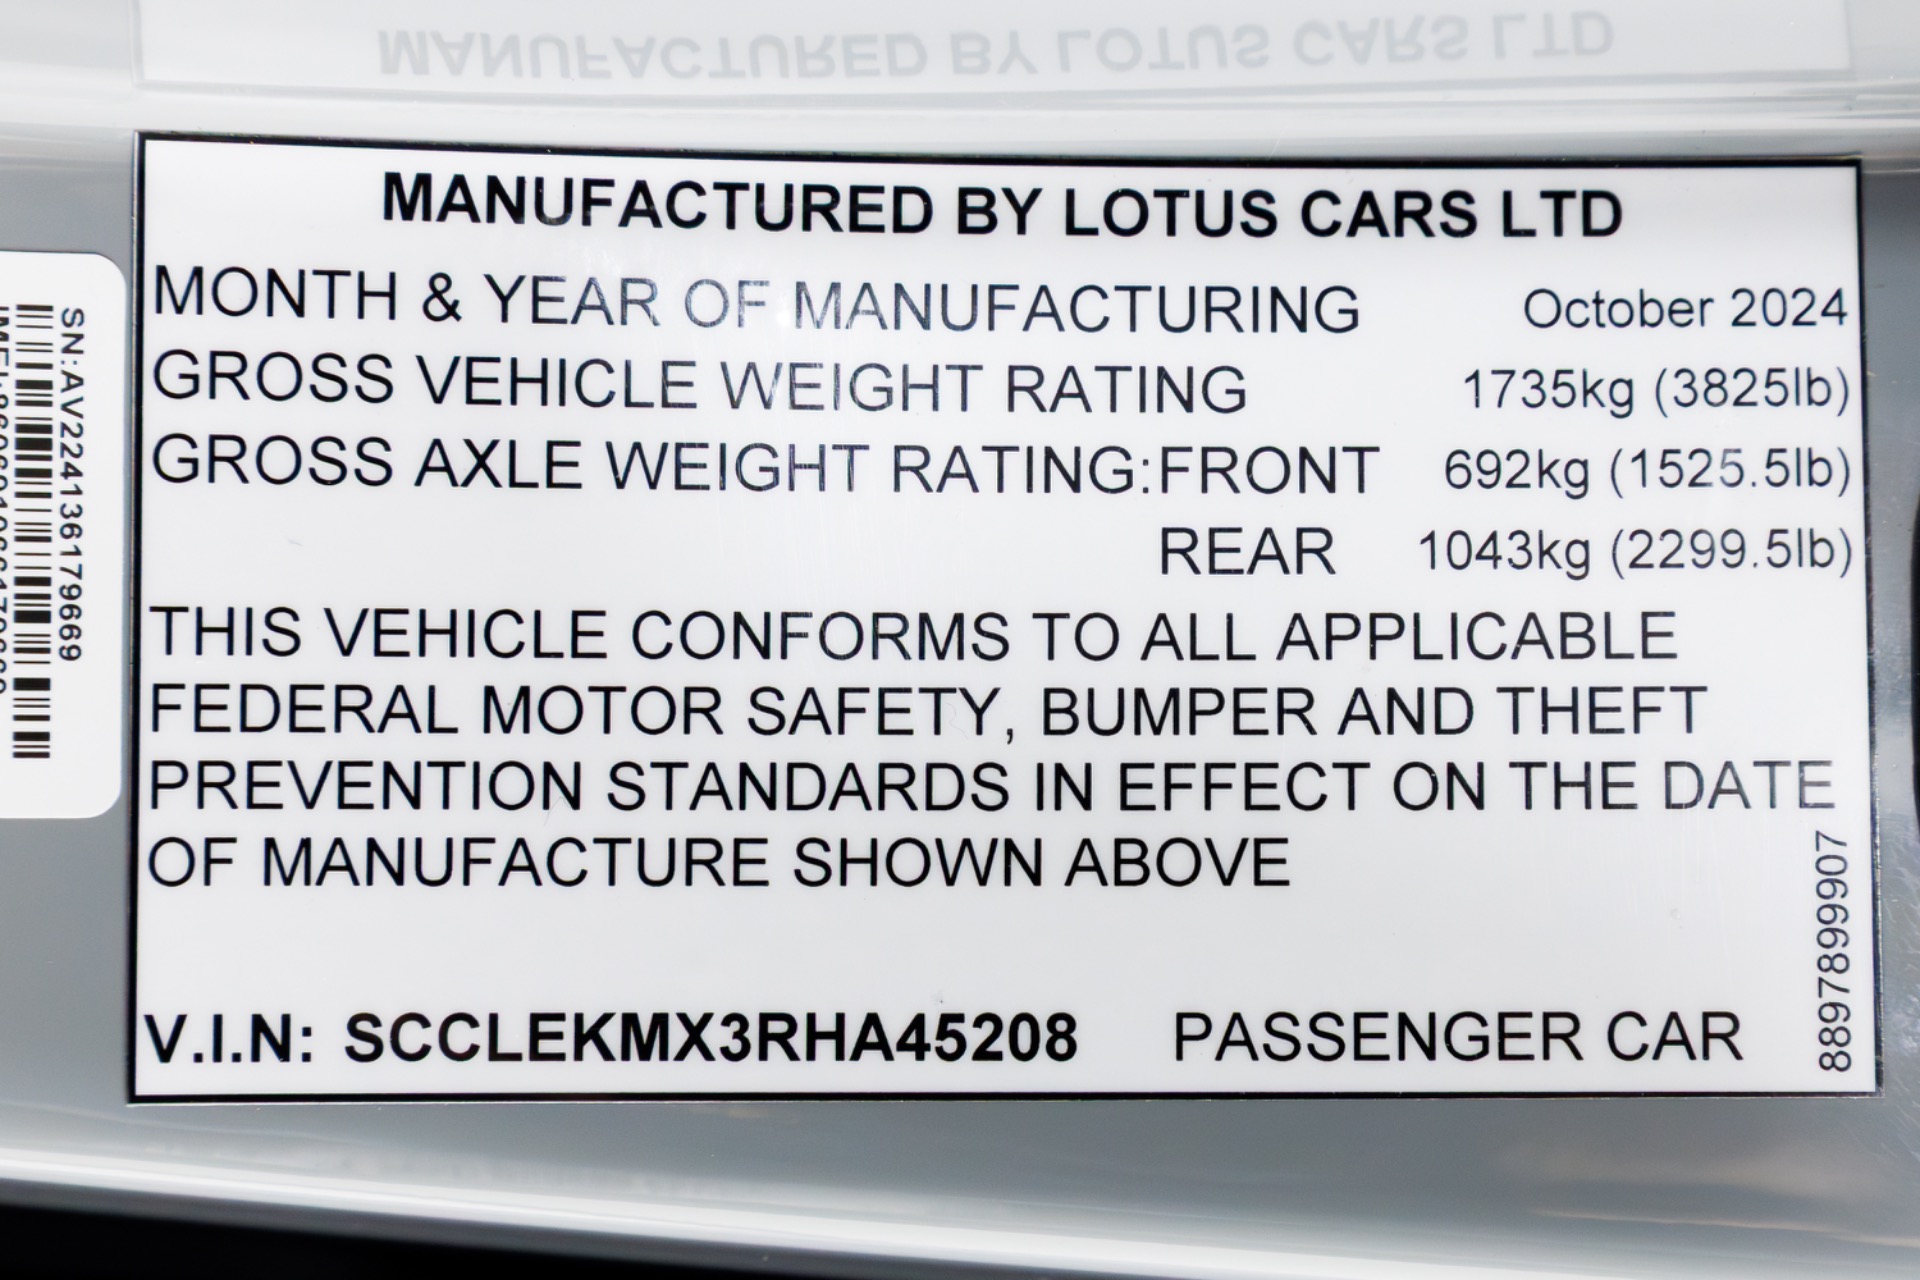 MANUFACTURED BY LOTUS CARS LTD
MANUFACTURED BY LOTUS CARS LTD
MONTH & YEAR OF MANUFACTURING October 2024
GROSS VEHICLE WEIGHT RATING 1735kg (3825lb)
GROSS AXLE WEIGHT RATING:FRONT 692kg (1525.5lb)
REAR 1043kg (2299.5lb)
THIS VEHICLE CONFORMS TO ALL APPLICABLE
FEDERAL MOTOR SAFETY, BUMPER AND THEFT
PREVENTION STANDARDS IN EFFECT ON THE DATE
OF MANUFACTURE SHOWN ABOVE
V.I.N: SCCLEKMX3RHA45208 PASSENGER CAR
8897899907
SN:AV224136179669